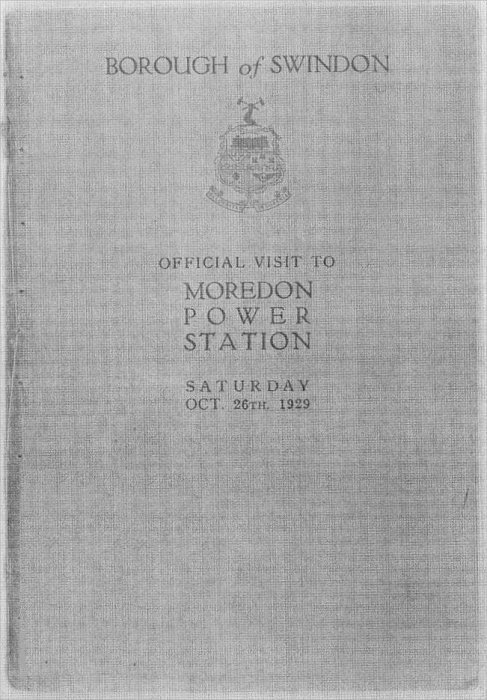 BOROUGH of SWINDON
OFFICIAL VISIT TO
MOREDON
POWER
STATION
SATURDAY
OCT. 26TH. 1929